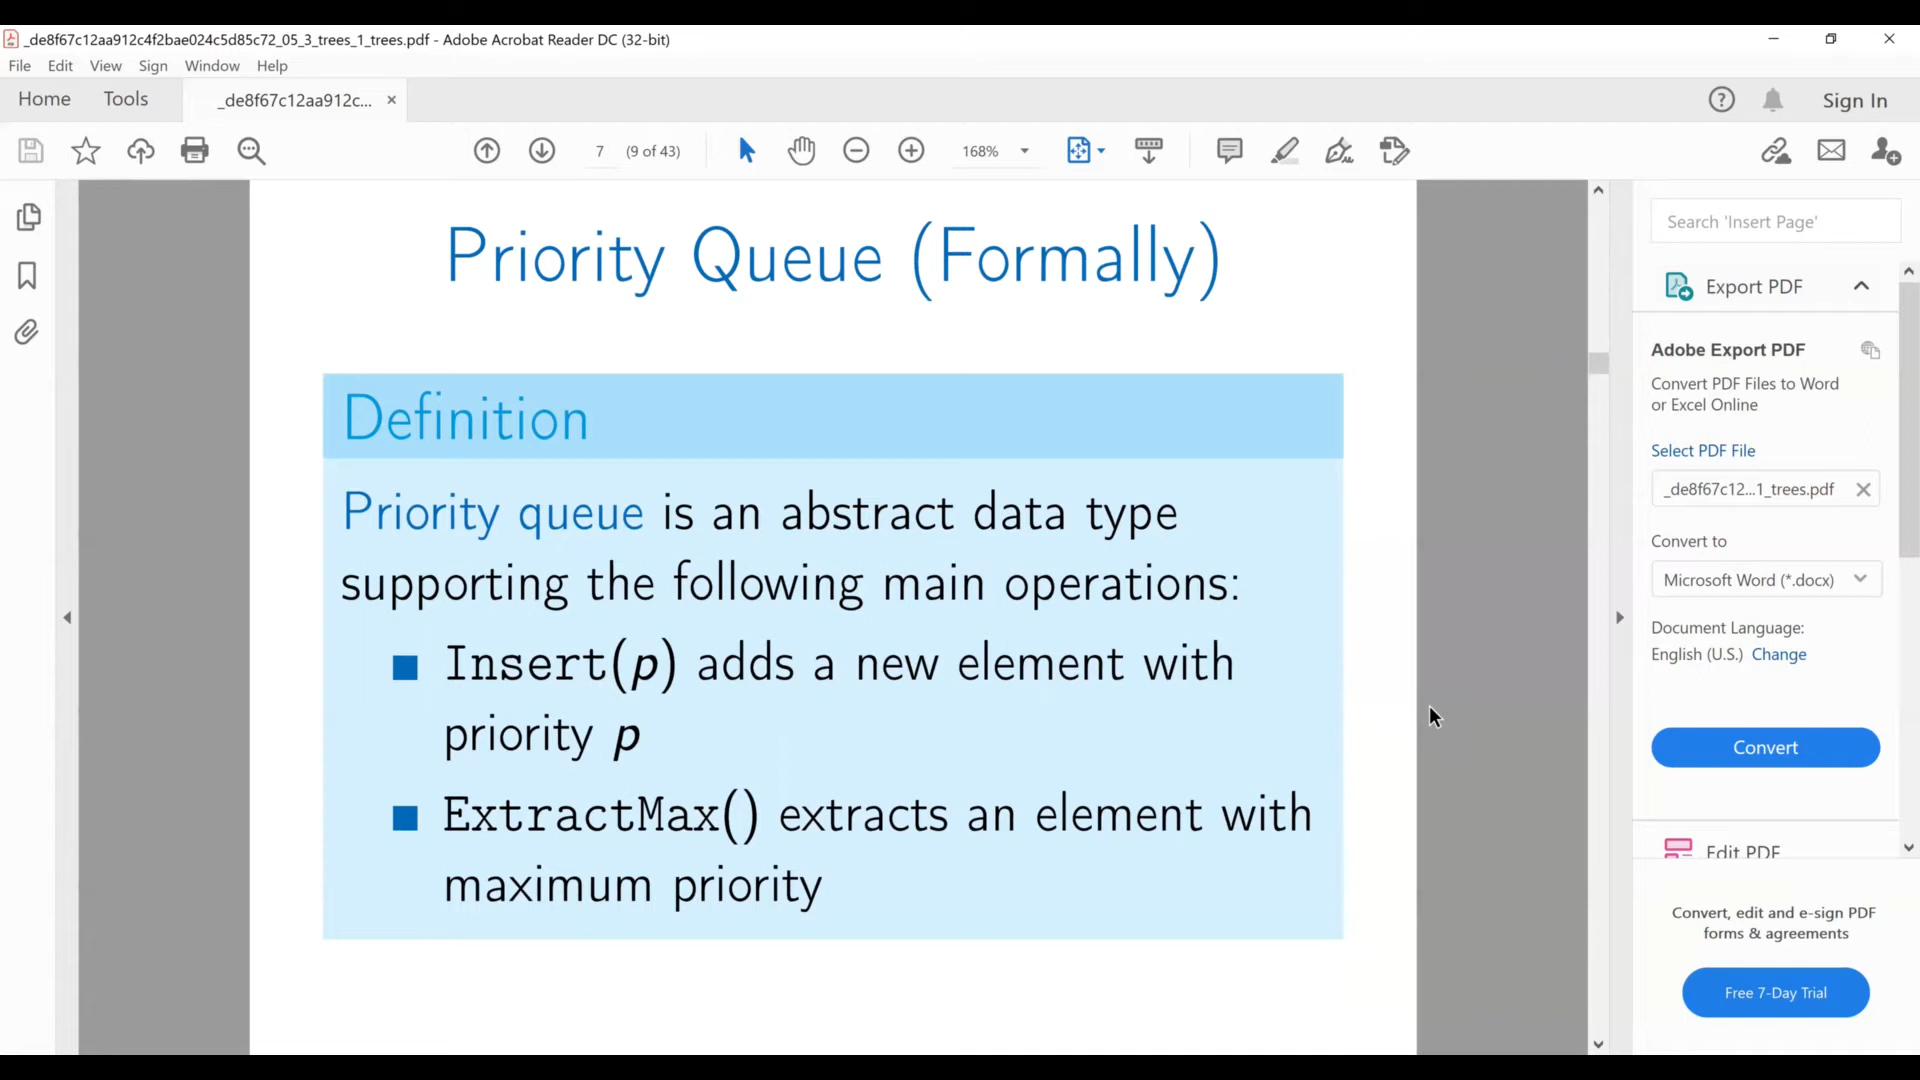 _de8f67c12aa912c4f2bae024c5d85c72_05_3_trees_1_trees.pdf - Adobe Acrobat Reader DC (32-bit)
File Edit View Sign Window Help
Home Tools _de8f67c12aa912c... Sign In
7 (9 of 43) 168%
Priority Queue (Formally)
Definition
Priority queue is an abstract data type
supporting the following main operations:
Insert(p) adds a new element with
priority p
ExtractMax() extracts an element with
maximum priority
Search 'Insert Page'
Export PDF
Adobe Export PDF
Convert PDF Files to Word
or Excel Online
Select PDF File
_de8f67c12...1_trees.pdf
Convert to
Microsoft Word (*.docx)
Document Language:
English (U.S.) Change
Convert
Edit PDF
Convert, edit and e-sign PDF
forms & agreements
Free 7-Day Trial